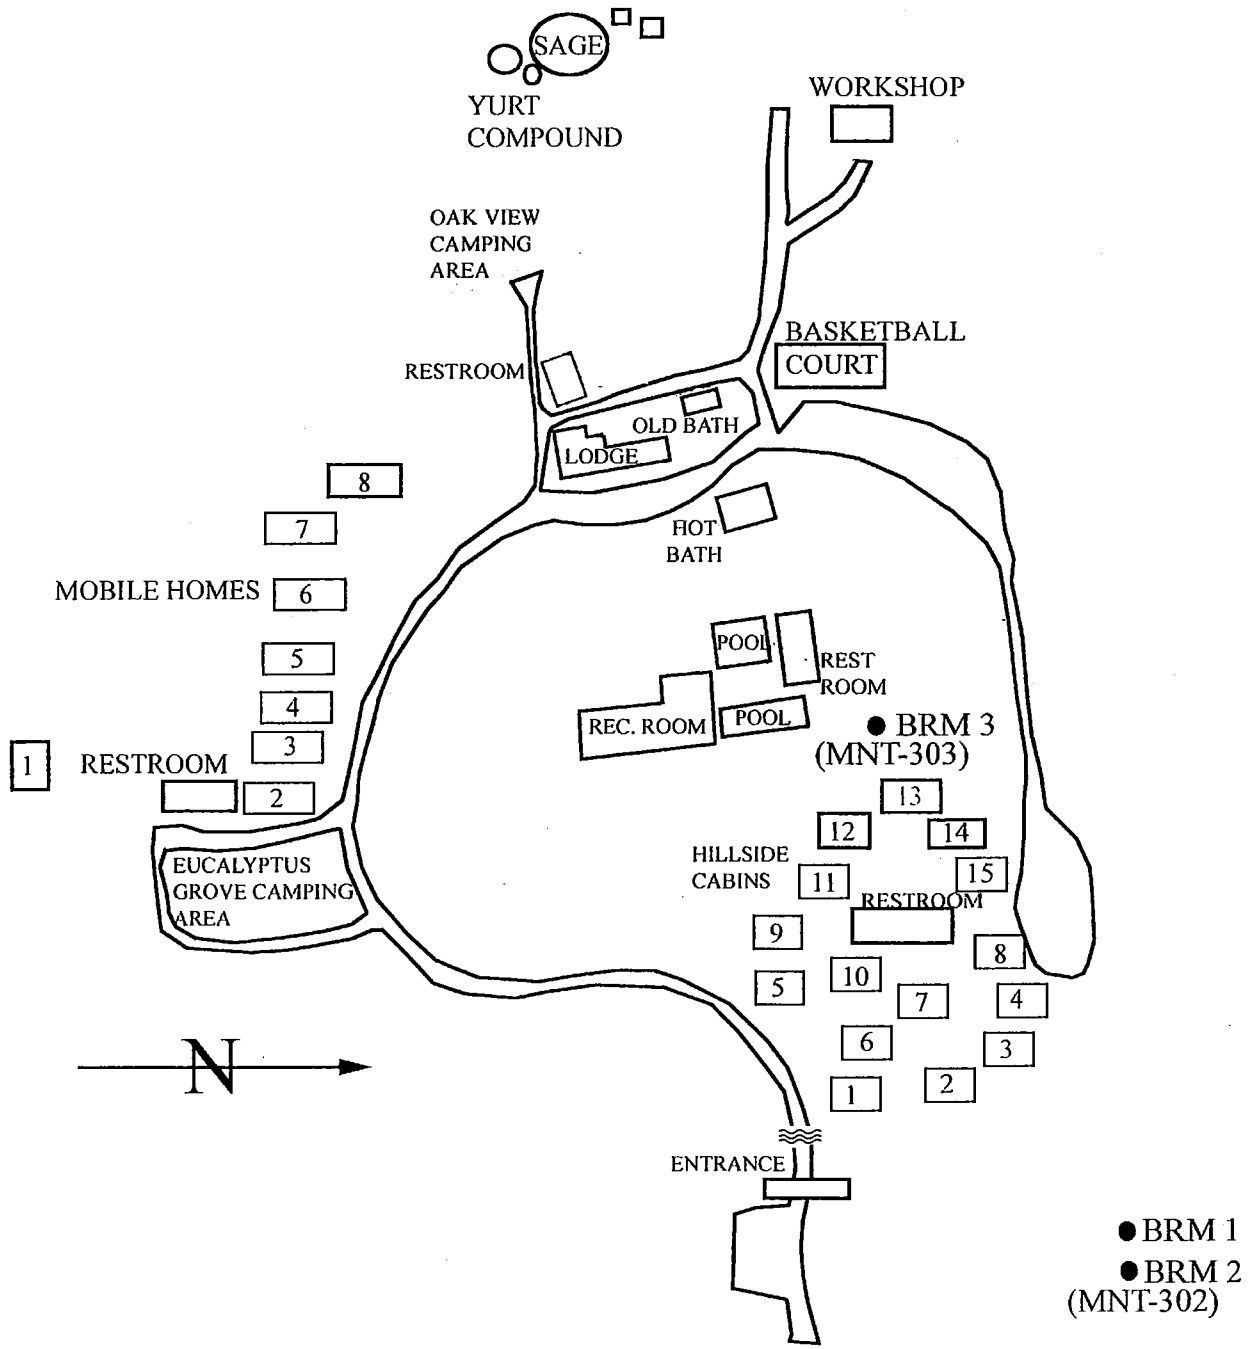 SAGE
YURT
COMPOUND
WORKSHOP
OAK VIEW
CAMPING
AREA
BASKETBALL
COURT
RESTROOM
OLD BATH
LODGE
8
7
HOT
BATH
MOBILE HOMES
6
5
POOL
REST
ROOM
4
REC. ROOM
POOL
BRM 3
(MNT-303)
3
1
RESTROOM
2
13
12
14
HILLSIDE
CABINS
11
15
EUCALYPTUS
GROVE CAMPING
AREA
RESTROOM
9
8
10
5
7
4
6
3
N
1
2
ENTRANCE
BRM 1
BRM 2
(MNT-302)